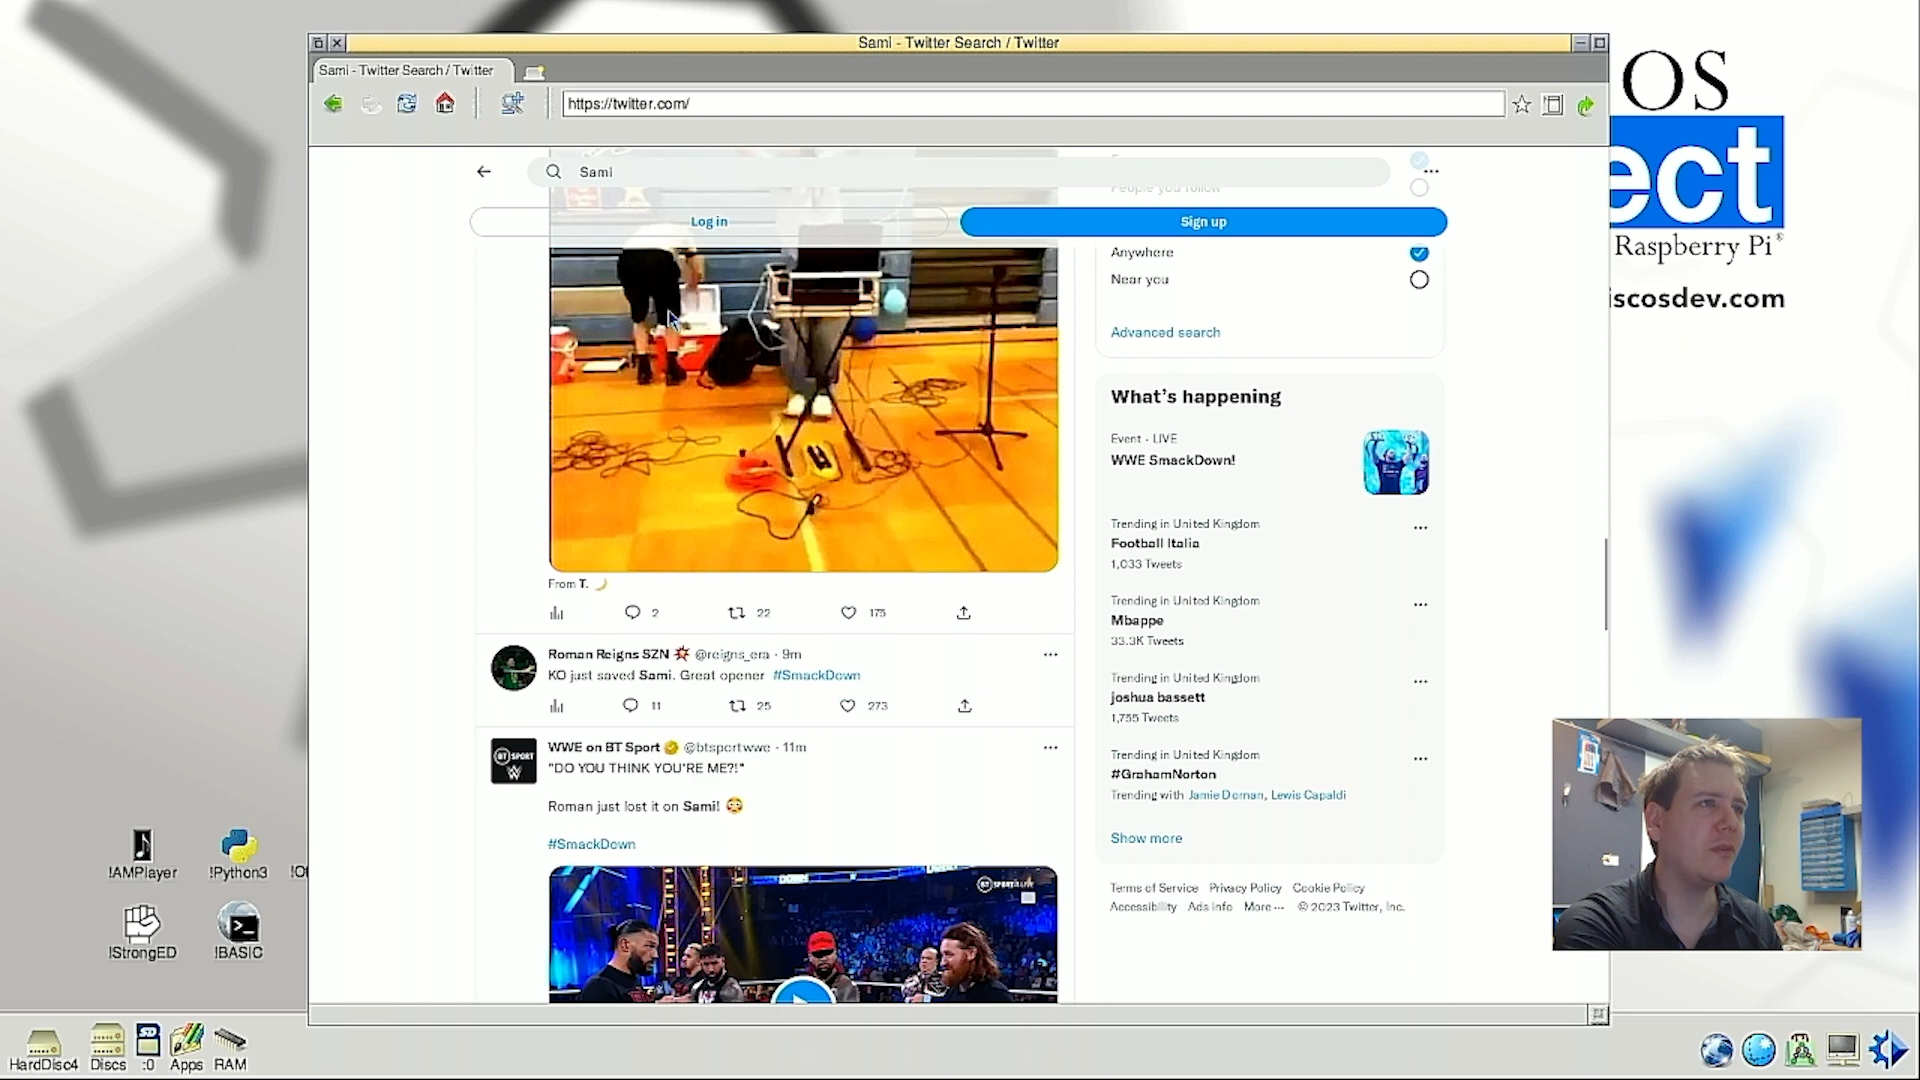 Sami - Twitter Search / Twitter
Sami - Twitter Search / Twitter
https://twitter.com/
OS
ect
Raspberry Pi®
iscosdev.com
Sami
People you follow
Log in
Sign up
Anywhere
Near you
Advanced search
From T. 🌙
2 22 175
Roman Reigns SZN 💥 @reigns_era · 9m
KO just saved Sami. Great opener #SmackDown
11 25 273
BT SPORT
W
WWE on BT Sport @btsportwwe · 11m
"DO YOU THINK YOU'RE ME?!"
Roman just lost it on Sami! 😳
#SmackDown
What's happening
Event · LIVE
WWE SmackDown!
Trending in United Kingdom
Football Italia
1,033 Tweets
Trending in United Kingdom
Mbappe
33.3K Tweets
Trending in United Kingdom
joshua bassett
1,755 Tweets
Trending in United Kingdom
#GrahamNorton
Trending with Jamie Dornan, Lewis Capaldi
Show more
Terms of Service Privacy Policy Cookie Policy
Accessibility Ads info More ··· © 2023 Twitter, Inc.
!AMPlayer
!Python3
!StrongED
!BASIC
HardDisc4
Discs
SD
:0
Apps
RAM